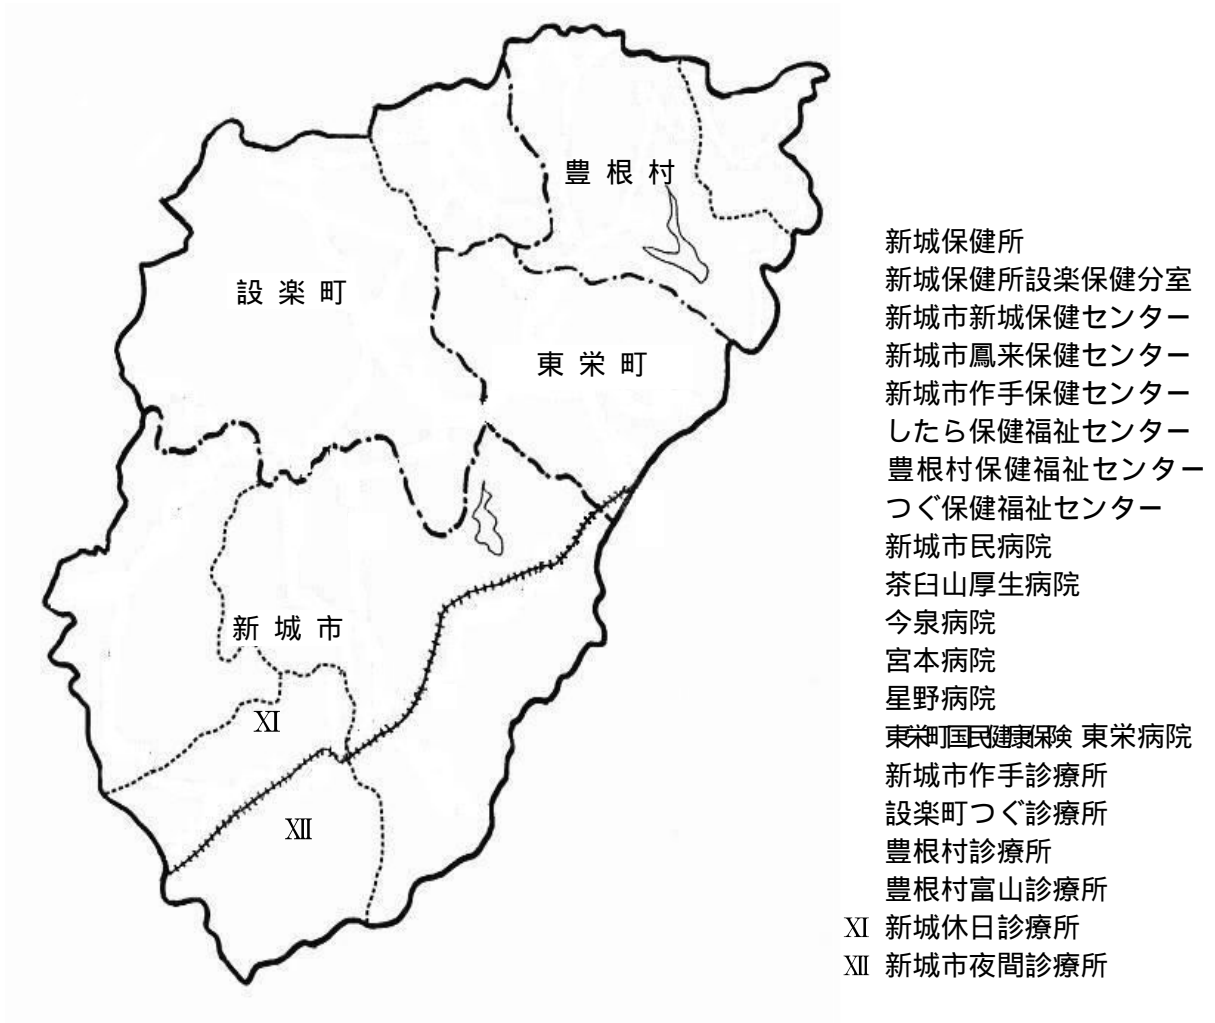 豊根村
設楽町
東栄町
新城市
Ⅺ
Ⅻ
新城保健所
新城保健所設楽保健分室
新城市新城保健センター
新城市鳳来保健センター
新城市作手保健センター
したら保健福祉センター
豊根村保健福祉センター
つぐ保健福祉センター
新城市民病院
茶臼山厚生病院
今泉病院
宮本病院
星野病院
東栄町国民健康保険 東栄病院
新城市作手診療所
設楽町つぐ診療所
豊根村診療所
豊根村富山診療所
Ⅺ 新城休日診療所
Ⅻ 新城市夜間診療所